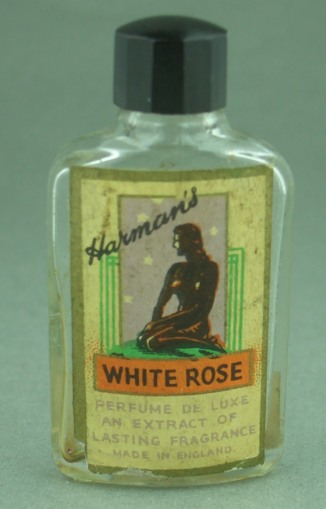 Harman's
WHITE ROSE
PERFUME DE LUXE
AN EXTRACT OF
LASTING FRAGRANCE
MADE IN ENGLAND.